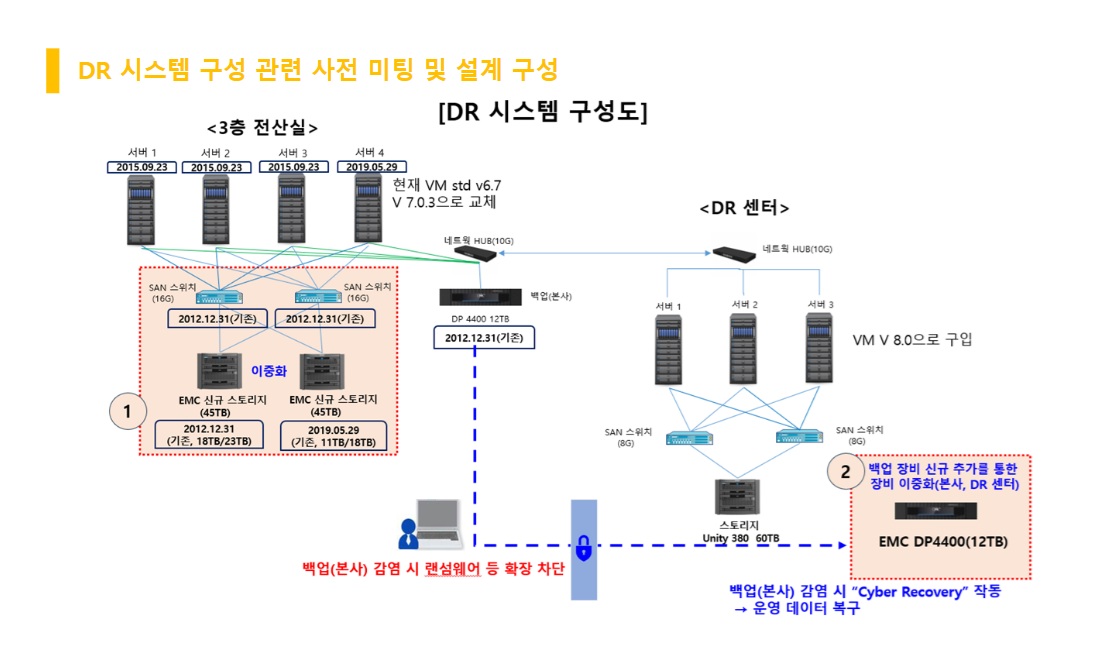 DR 시스템 구성 관련 사전 미팅 및 설계 구성
[DR 시스템 구성도]
<3층 전산실>
서버 1
서버 2
서버 3
서버 4
2015.09.23
2015.09.23
2015.09.23
2019.05.29
현재 VM std v6.7
V 7.0.3으로 교체
<DR 센터>
네트웍 HUB(10G)
네트웍 HUB(10G)
SAN 스위치
(16G)
SAN 스위치
(16G)
2012.12.31(기존)
2012.12.31(기존)
백업(본사)
DP 4400 12TB
2012.12.31(기존)
서버 1
서버 2
서버 3
VM V 8.0으로 구입
이중화
EMC 신규 스토리지
(45TB)
EMC 신규 스토리지
(45TB)
1
2012.12.31
(기존, 18TB/23TB)
2019.05.29
(기존, 11TB/18TB)
SAN 스위치
(8G)
SAN 스위치
(8G)
2
백업 장비 신규 추가를 통한
장비 이중화(본사, DR 센터)
EMC DP4400(12TB)
스토리지
Unity 380 60TB
백업(본사) 감염 시 랜섬웨어 등 확장 차단
백업(본사) 감염 시 “Cyber Recovery” 작동
→ 운영 데이터 복구